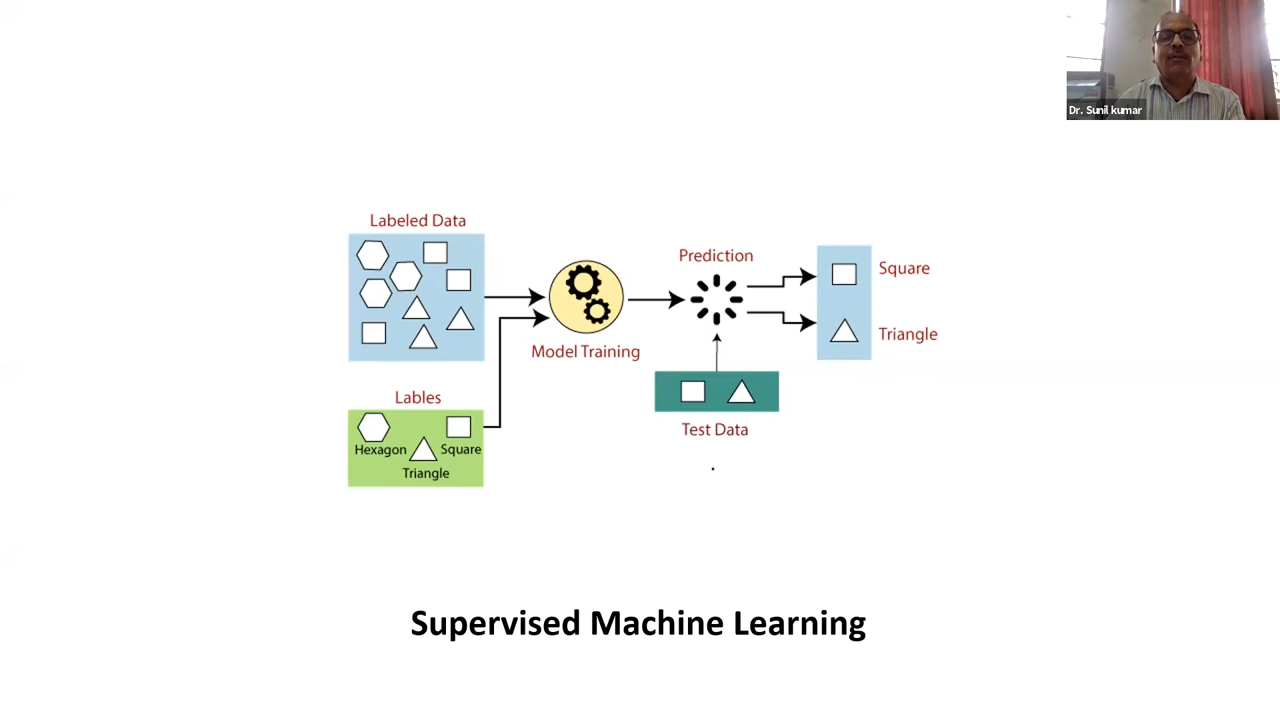 Dr. Sunil kumar
Labeled Data
Prediction
Square
Triangle
Model Training
Lables
Hexagon
Square
Triangle
Test Data
Supervised Machine Learning